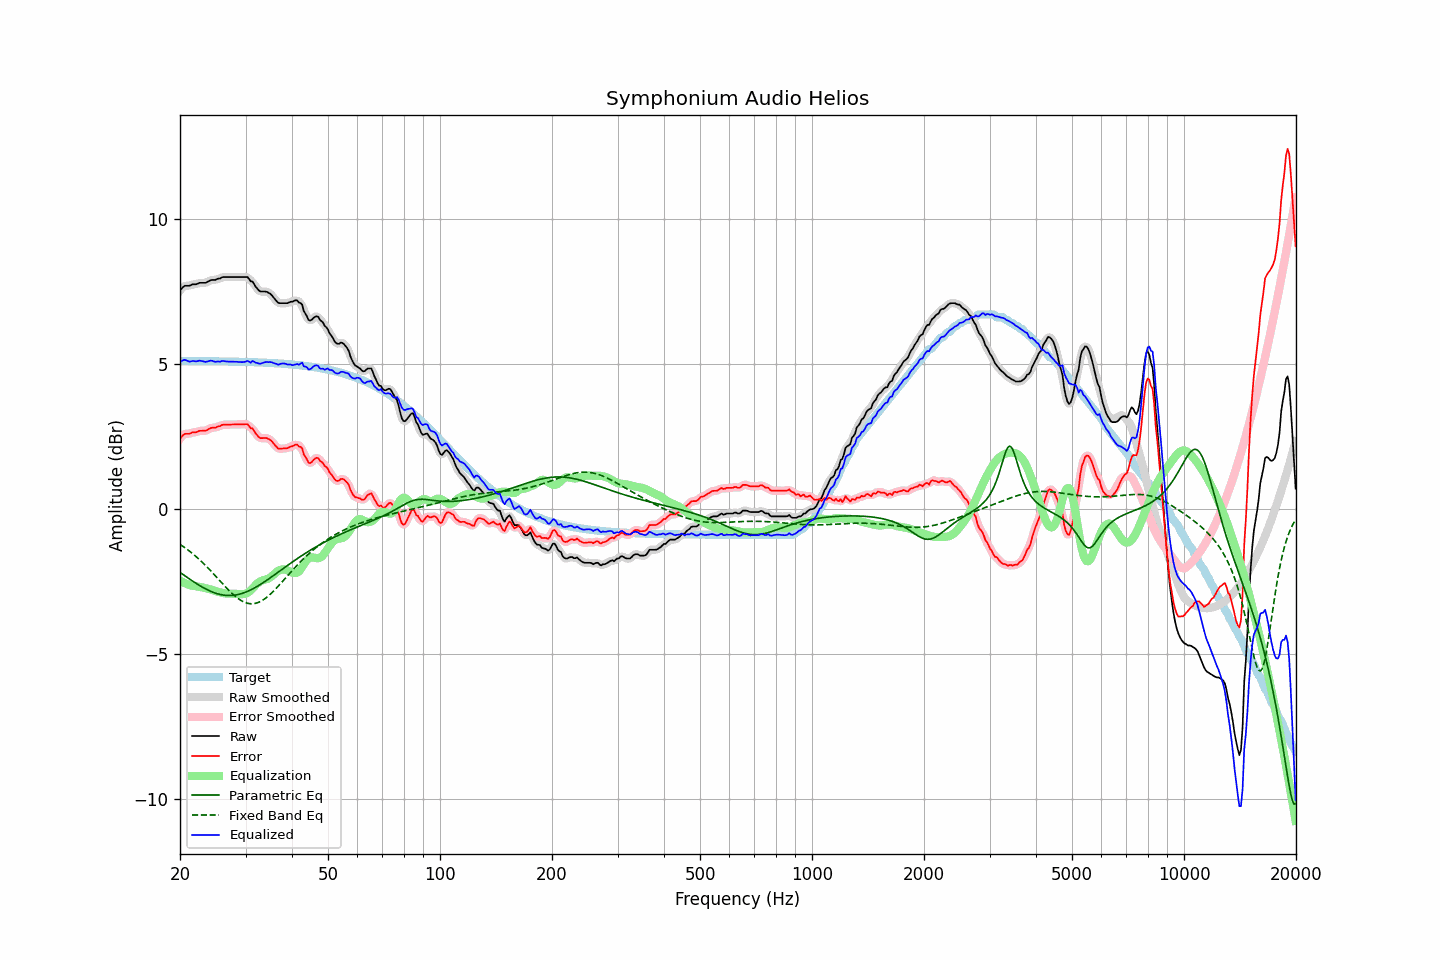 Symphonium Audio Helios
Amplitude (dBr)
10
5
0
−5
−10
Target
Raw Smoothed
Error Smoothed
Raw
Error
Equalization
Parametric Eq
Fixed Band Eq
Equalized
20 50 100 200 500 1000 2000 5000 10000 20000
Frequency (Hz)